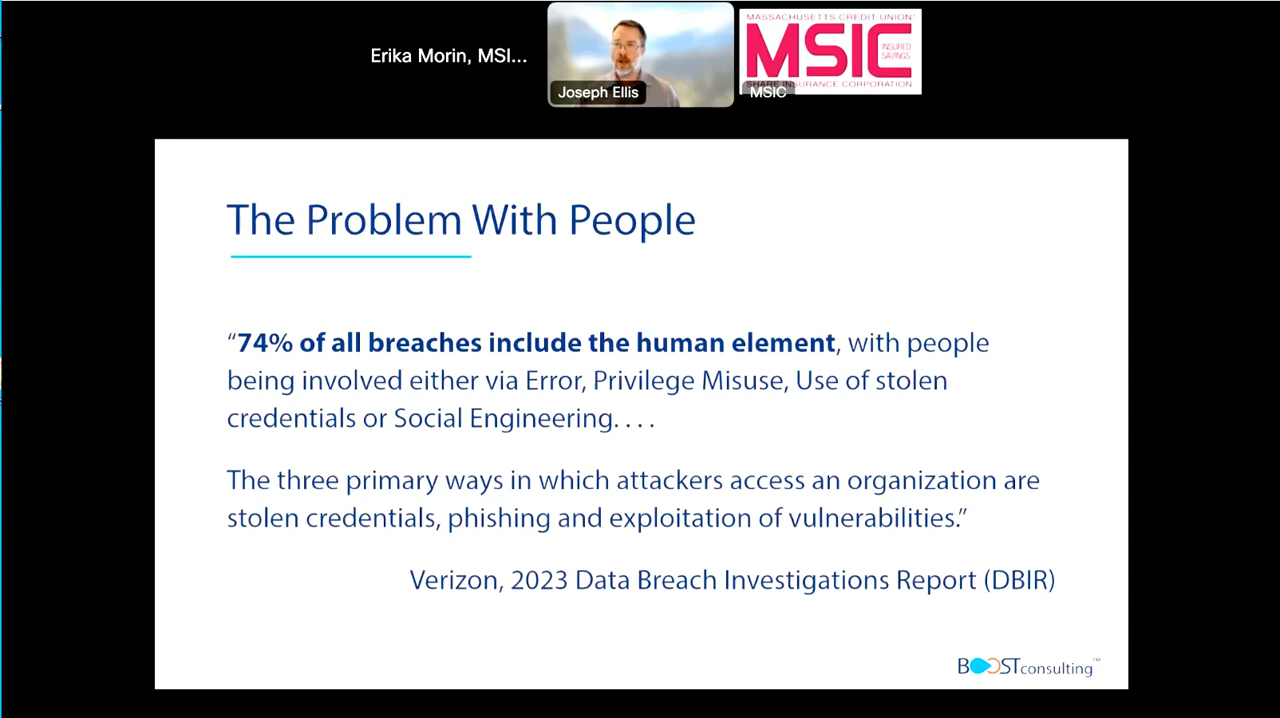 Erika Morin, MSI...
Joseph Ellis
MASSACHUSETTS CREDIT UNION
MSIC
INSURED
SAVINGS
SHARE INSURANCE CORPORATION
MSIC
The Problem With People
“74% of all breaches include the human element, with people
being involved either via Error, Privilege Misuse, Use of stolen
credentials or Social Engineering. . . .
The three primary ways in which attackers access an organization are
stolen credentials, phishing and exploitation of vulnerabilities.”
Verizon, 2023 Data Breach Investigations Report (DBIR)
BOOSTconsulting™